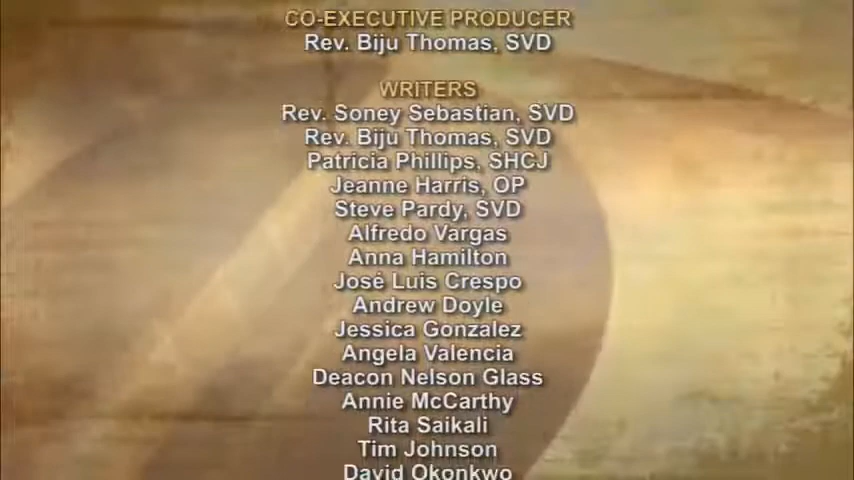 CO-EXECUTIVE PRODUCER
Rev. Biju Thomas, SVD
WRITERS
Rev. Soney Sebastian, SVD
Rev. Biju Thomas, SVD
Patricia Phillips, SHCJ
Jeanne Harris, OP
Steve Pardy, SVD
Alfredo Vargas
Anna Hamilton
José Luis Crespo
Andrew Doyle
Jessica Gonzalez
Angela Valencia
Deacon Nelson Glass
Annie McCarthy
Rita Saikali
Tim Johnson
David Okonkwo